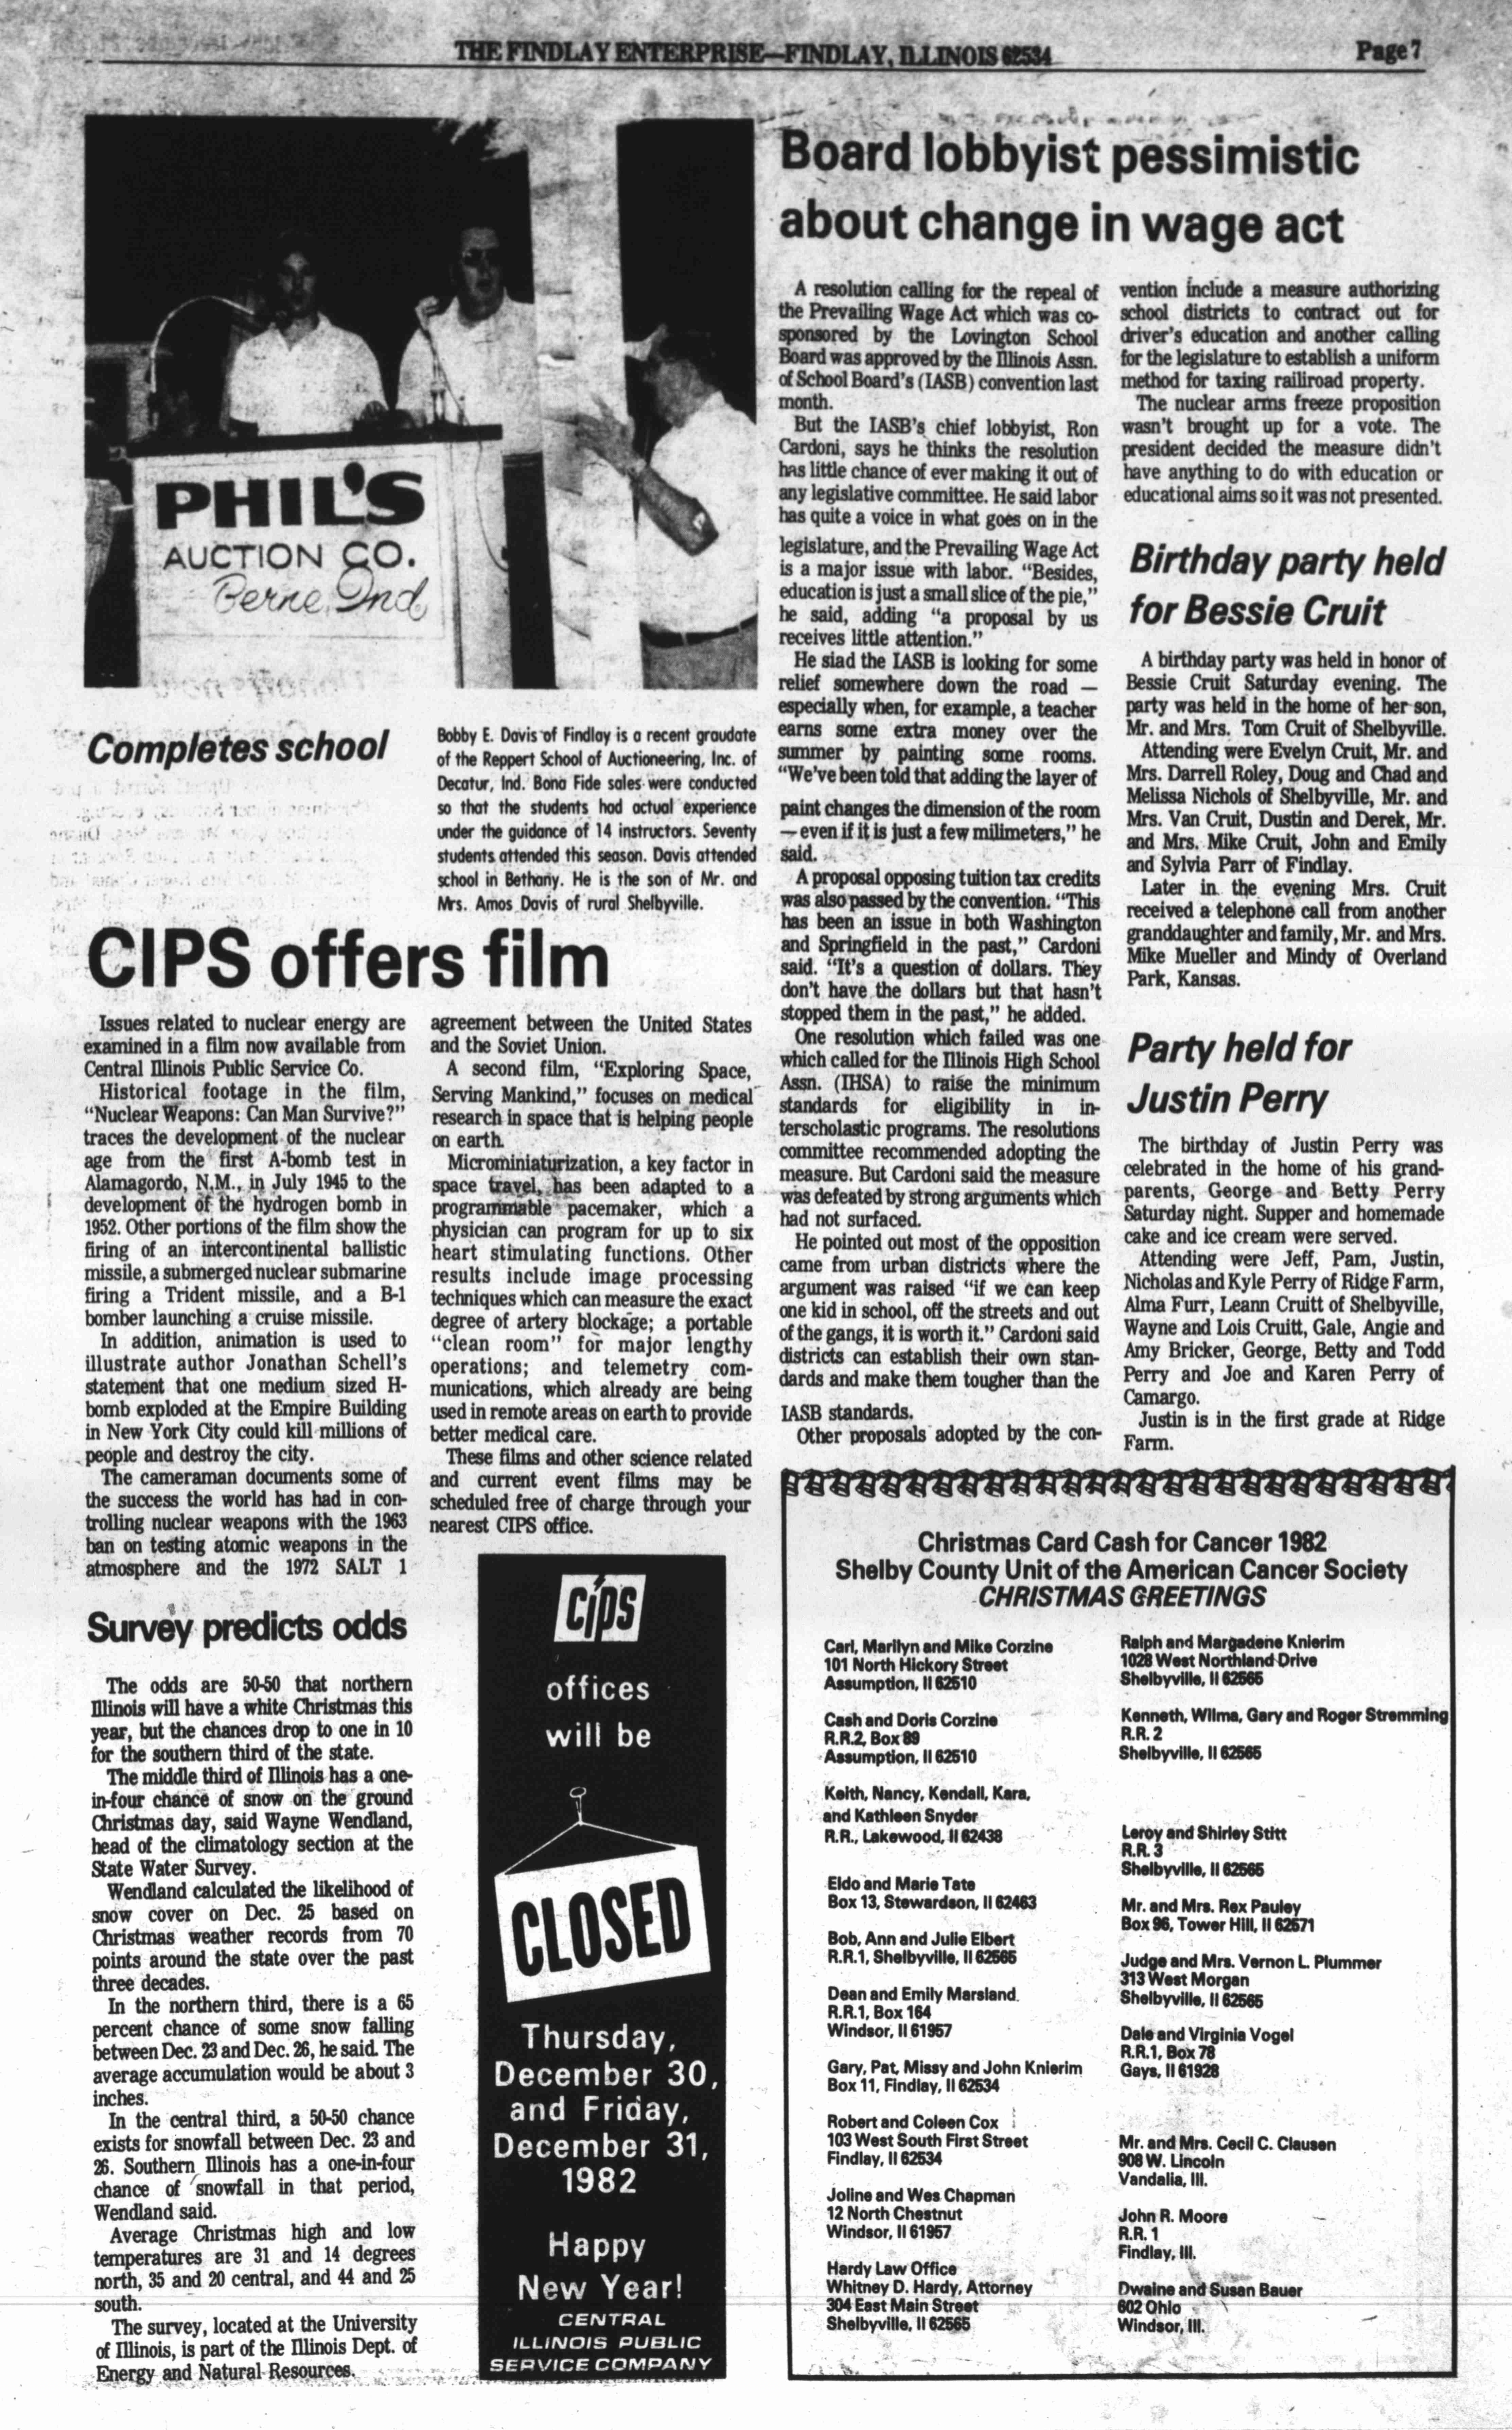 THE FINDLAY ENTERPRISE—FINDLAY, ILLINOIS 62534
Page 7
PHIL'S
AUCTION CO.
Berne, Ind
Completes school
Bobby E. Davis of Findlay is a recent graudate
of the Reppert School of Auctioneering, Inc. of
Decatur, Ind. Bona Fide sales were conducted
so that the students had actual experience
under the guidance of 14 instructors. Seventy
students attended this season. Davis attended
school in Bethany. He is the son of Mr. and
Mrs. Amos Davis of rural Shelbyville.
CIPS offers film
Issues related to nuclear energy are
examined in a film now available from
Central Illinois Public Service Co.
Historical footage in the film,
"Nuclear Weapons: Can Man Survive?"
traces the development of the nuclear
age from the first A-bomb test in
Alamagordo, N.M., in July 1945 to the
development of the hydrogen bomb in
1952. Other portions of the film show the
firing of an intercontinental ballistic
missile, a submerged nuclear submarine
firing a Trident missile, and a B-1
bomber launching a cruise missile.
In addition, animation is used to
illustrate author Jonathan Schell's
statement that one medium sized H-
bomb exploded at the Empire Building
in New York City could kill millions of
people and destroy the city.
The cameraman documents some of
the success the world has had in con-
trolling nuclear weapons with the 1963
ban on testing atomic weapons in the
atmosphere and the 1972 SALT 1
agreement between the United States
and the Soviet Union.
A second film, "Exploring Space,
Serving Mankind," focuses on medical
research in space that is helping people
on earth.
Microminiaturization, a key factor in
space travel, has been adapted to a
programmable pacemaker, which a
physician can program for up to six
heart stimulating functions. Other
results include image processing
techniques which can measure the exact
degree of artery blockage; a portable
"clean room" for major lengthy
operations; and telemetry com-
munications, which already are being
used in remote areas on earth to provide
better medical care.
These films and other science related
and current event films may be
scheduled free of charge through your
nearest CIPS office.
Survey predicts odds
The odds are 50-50 that northern
Illinois will have a white Christmas this
year, but the chances drop to one in 10
for the southern third of the state.
The middle third of Illinois has a one-
in-four chance of snow on the ground
Christmas day, said Wayne Wendland,
head of the climatology section at the
State Water Survey.
Wendland calculated the likelihood of
snow cover on Dec. 25 based on
Christmas weather records from 70
points around the state over the past
three decades.
In the northern third, there is a 65
percent chance of some snow falling
between Dec. 23 and Dec. 26, he said. The
average accumulation would be about 3
inches.
In the central third, a 50-50 chance
exists for snowfall between Dec. 23 and
26. Southern Illinois has a one-in-four
chance of snowfall in that period,
Wendland said.
Average Christmas high and low
temperatures are 31 and 14 degrees
north, 35 and 20 central, and 44 and 25
south.
The survey, located at the University
of Illinois, is part of the Illinois Dept. of
Energy and Natural Resources.
cips
offices
will be
CLOSED
Thursday,
December 30,
and Friday,
December 31,
1982
Happy
New Year!
CENTRAL
ILLINOIS PUBLIC
SERVICE COMPANY
Board lobbyist pessimistic
about change in wage act
A resolution calling for the repeal of
the Prevailing Wage Act which was co-
sponsored by the Lovington School
Board was approved by the Illinois Assn.
of School Board's (IASB) convention last
month.
But the IASB's chief lobbyist, Ron
Cardoni, says he thinks the resolution
has little chance of ever making it out of
any legislative committee. He said labor
has quite a voice in what goes on in the
legislature, and the Prevailing Wage Act
is a major issue with labor. "Besides,
education is just a small slice of the pie,"
he said, adding "a proposal by us
receives little attention."
He siad the IASB is looking for some
relief somewhere down the road —
especially when, for example, a teacher
earns some extra money over the
summer by painting some rooms.
"We've been told that adding the layer of
paint changes the dimension of the room
— even if it is just a few milimeters," he
said.
A proposal opposing tuition tax credits
was also passed by the convention. "This
has been an issue in both Washington
and Springfield in the past," Cardoni
said. "It's a question of dollars. They
don't have the dollars but that hasn't
stopped them in the past," he added.
One resolution which failed was one
which called for the Illinois High School
Assn. (IHSA) to raise the minimum
standards for eligibility in in-
terscholastic programs. The resolutions
committee recommended adopting the
measure. But Cardoni said the measure
was defeated by strong arguments which
had not surfaced.
He pointed out most of the opposition
came from urban districts where the
argument was raised "if we can keep
one kid in school, off the streets and out
of the gangs, it is worth it." Cardoni said
districts can establish their own stan-
dards and make them tougher than the
IASB standards.
Other proposals adopted by the con-
vention include a measure authorizing
school districts to contract out for
driver's education and another calling
for the legislature to establish a uniform
method for taxing railiroad property.
The nuclear arms freeze proposition
wasn't brought up for a vote. The
president decided the measure didn't
have anything to do with education or
educational aims so it was not presented.
Birthday party held
for Bessie Cruit
A birthday party was held in honor of
Bessie Cruit Saturday evening. The
party was held in the home of her son,
Mr. and Mrs. Tom Cruit of Shelbyville.
Attending were Evelyn Cruit, Mr. and
Mrs. Darrell Roley, Doug and Chad and
Melissa Nichols of Shelbyville, Mr. and
Mrs. Van Cruit, Dustin and Derek, Mr.
and Mrs. Mike Cruit, John and Emily
and Sylvia Parr of Findlay.
Later in the evening Mrs. Cruit
received a telephone call from another
granddaughter and family, Mr. and Mrs.
Mike Mueller and Mindy of Overland
Park, Kansas.
Party held for
Justin Perry
The birthday of Justin Perry was
celebrated in the home of his grand-
parents, George and Betty Perry
Saturday night. Supper and homemade
cake and ice cream were served.
Attending were Jeff, Pam, Justin,
Nicholas and Kyle Perry of Ridge Farm,
Alma Furr, Leann Cruitt of Shelbyville,
Wayne and Lois Cruitt, Gale, Angie and
Amy Bricker, George, Betty and Todd
Perry and Joe and Karen Perry of
Camargo.
Justin is in the first grade at Ridge
Farm.
Christmas Card Cash for Cancer 1982
Shelby County Unit of the American Cancer Society
CHRISTMAS GREETINGS
Carl, Marilyn and Mike Corzine
101 North Hickory Street
Assumption, Il 62510
Cash and Doris Corzine
R.R.2, Box 89
Assumption, Il 62510
Keith, Nancy, Kendall, Kara,
and Kathleen Snyder
R.R., Lakewood, Il 62438
Eldo and Marie Tate
Box 13, Stewardson, Il 62463
Bob, Ann and Julie Elbert
R.R.1, Shelbyville, Il 62565
Dean and Emily Marsland
R.R.1, Box 164
Windsor, Il 61957
Gary, Pat, Missy and John Knierim
Box 11, Findlay, Il 62534
Robert and Coleen Cox
103 West South First Street
Findlay, Il 62534
Joline and Wes Chapman
12 North Chestnut
Windsor, Il 61957
Hardy Law Office
Whitney D. Hardy, Attorney
304 East Main Street
Shelbyville, Il 62565
Ralph and Margadene Knierim
1028 West Northland Drive
Shelbyville, Il 62565
Kenneth, Wilma, Gary and Roger Stremming
R.R. 2
Shelbyville, Il 62565
Leroy and Shirley Stitt
R.R. 3
Shelbyville, Il 62565
Mr. and Mrs. Rex Pauley
Box 96, Tower Hill, Il 62571
Judge and Mrs. Vernon L. Plummer
313 West Morgan
Shelbyville, Il 62565
Dale and Virginia Vogel
R.R.1, Box 78
Gays, Il 61928
Mr. and Mrs. Cecil C. Clausen
908 W. Lincoln
Vandalia, Ill.
John R. Moore
R.R. 1
Findlay, Ill.
Dwaine and Susan Bauer
602 Ohio
Windsor, Ill.